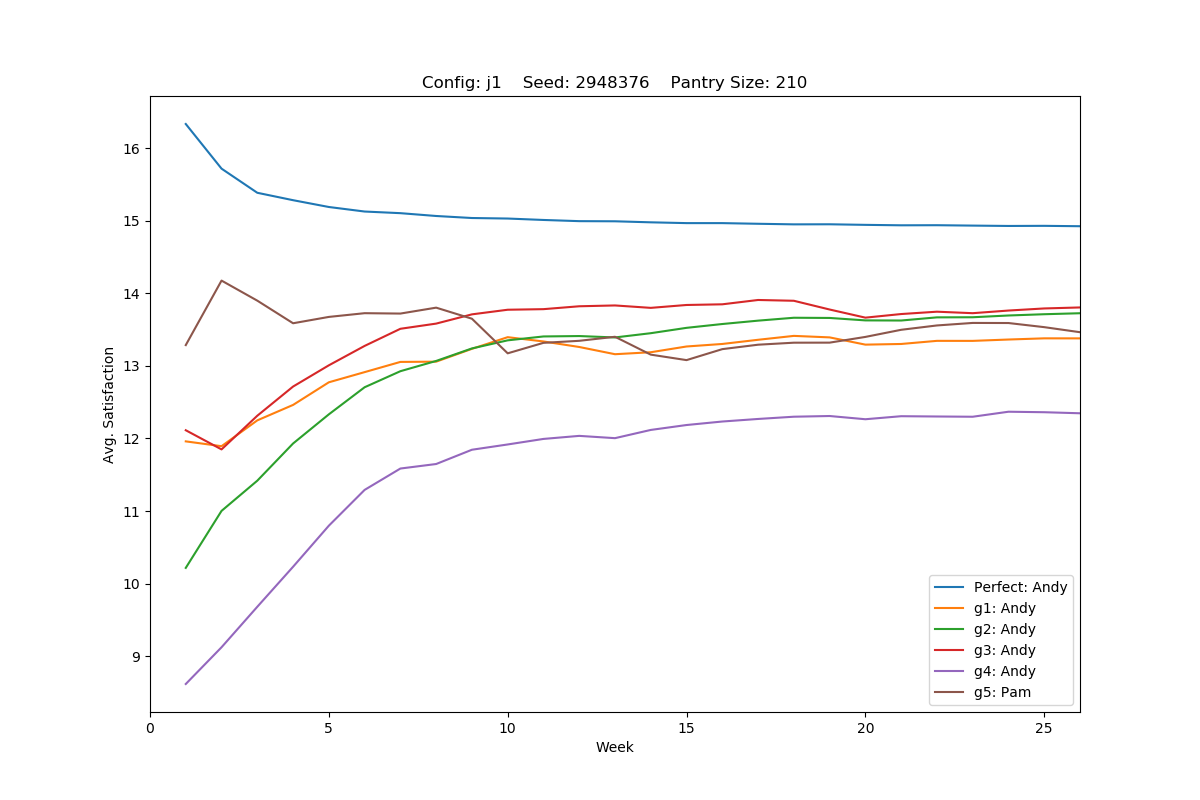 Config: j1    Seed: 2948376    Pantry Size: 210
Avg. Satisfaction
16
15
14
13
12
11
10
9
0 5 10 15 20 25
Week
Perfect: Andy
g1: Andy
g2: Andy
g3: Andy
g4: Andy
g5: Pam